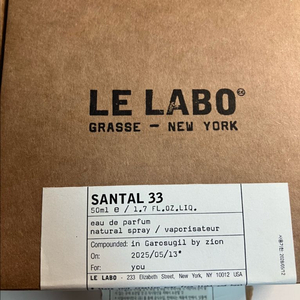 LE LABO®
GRASSE — NEW YORK
SANTAL 33
50ml e / 1.7 FL.OZ.LIQ.
eau de parfum
natural spray / vaporisateur
Compounded: in Garosugil by zion
On: 2025/05/13*
For: you
LE LABO - 233 Elizabeth Street, New York, NY 10012 USA